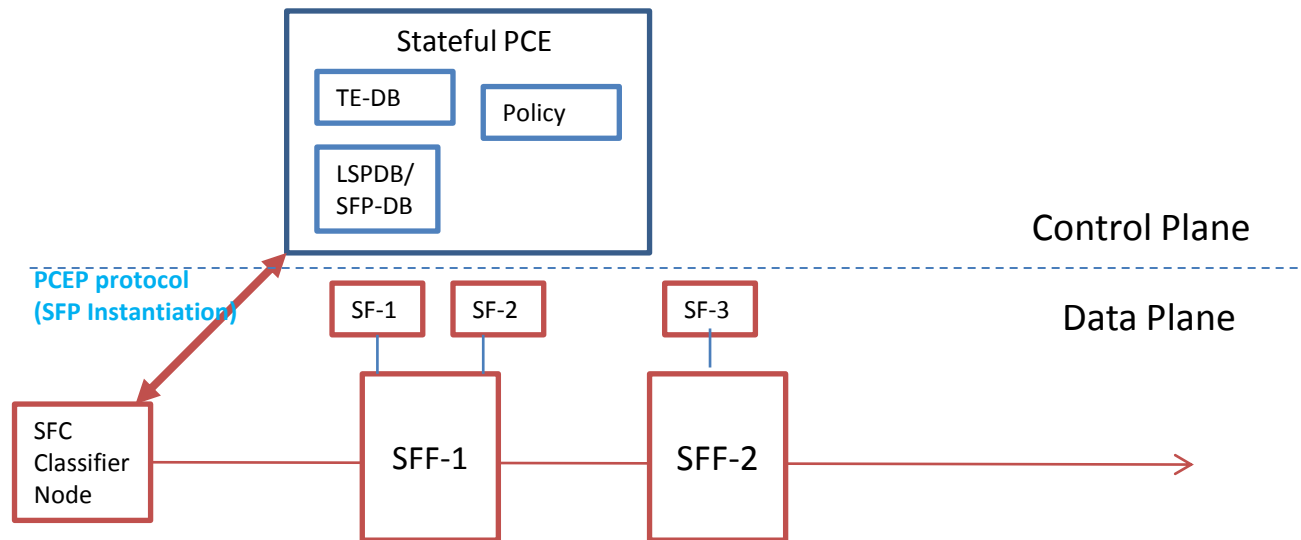 Stateful PCE
TE-DB
Policy
LSPDB/
SFP-DB
Control Plane
PCEP protocol
(SFP Instantiation)
SF-1
SF-2
SF-3
Data Plane
SFC
Classifier
Node
SFF-1
SFF-2